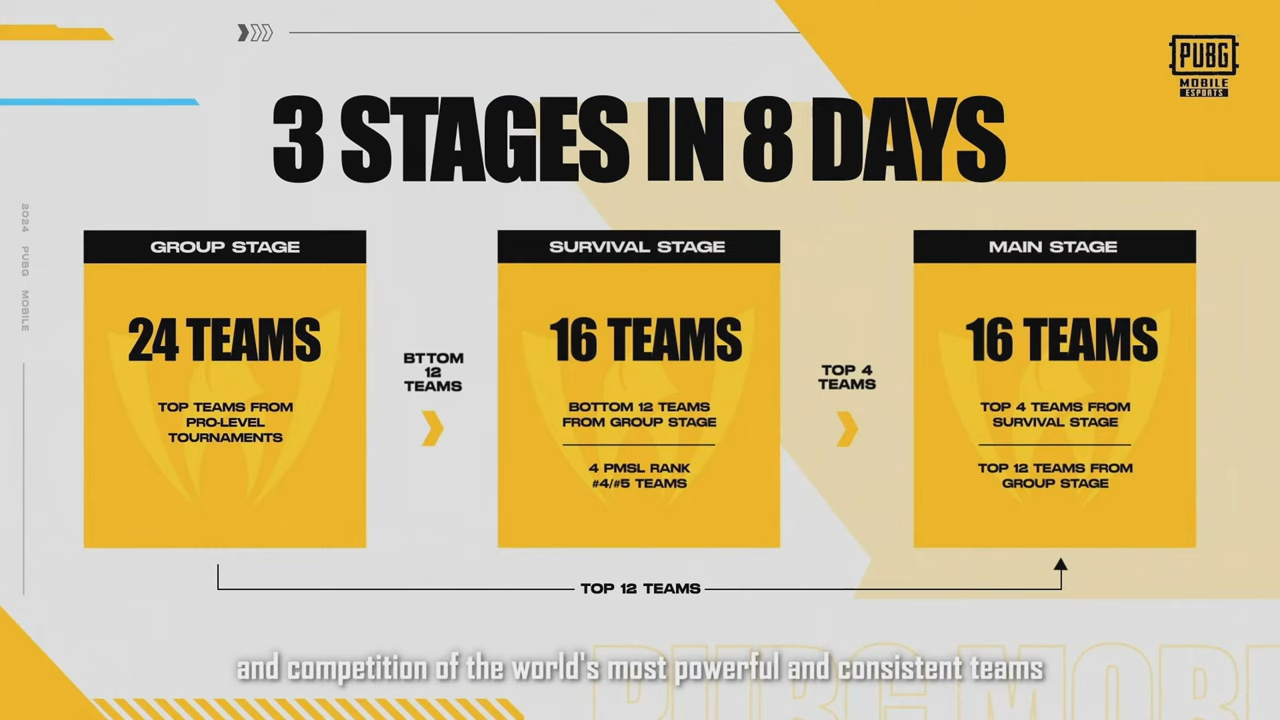 PUBG
MOBILE
ESPORTS
3 STAGES IN 8 DAYS
2024 PUBG MOBILE
GROUP STAGE
24 TEAMS
TOP TEAMS FROM
PRO-LEVEL
TOURNAMENTS
BTTOM
12
TEAMS
SURVIVAL STAGE
16 TEAMS
BOTTOM 12 TEAMS
FROM GROUP STAGE
4 PMSL RANK
#4/#5 TEAMS
TOP 4
TEAMS
MAIN STAGE
16 TEAMS
TOP 4 TEAMS FROM
SURVIVAL STAGE
TOP 12 TEAMS FROM
GROUP STAGE
TOP 12 TEAMS
and competition of the world's most powerful and consistent teams
PUBG MOBI